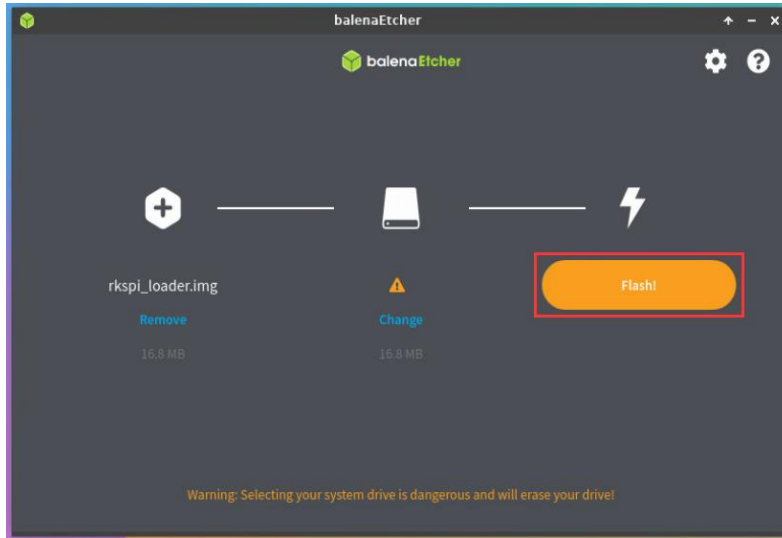 balenaEtcher
balenaEtcher
rkspi_loader.img
Flash!
Remove
Change
16.8 MB
16.8 MB
Warning: Selecting your system drive is dangerous and will erase your drive!